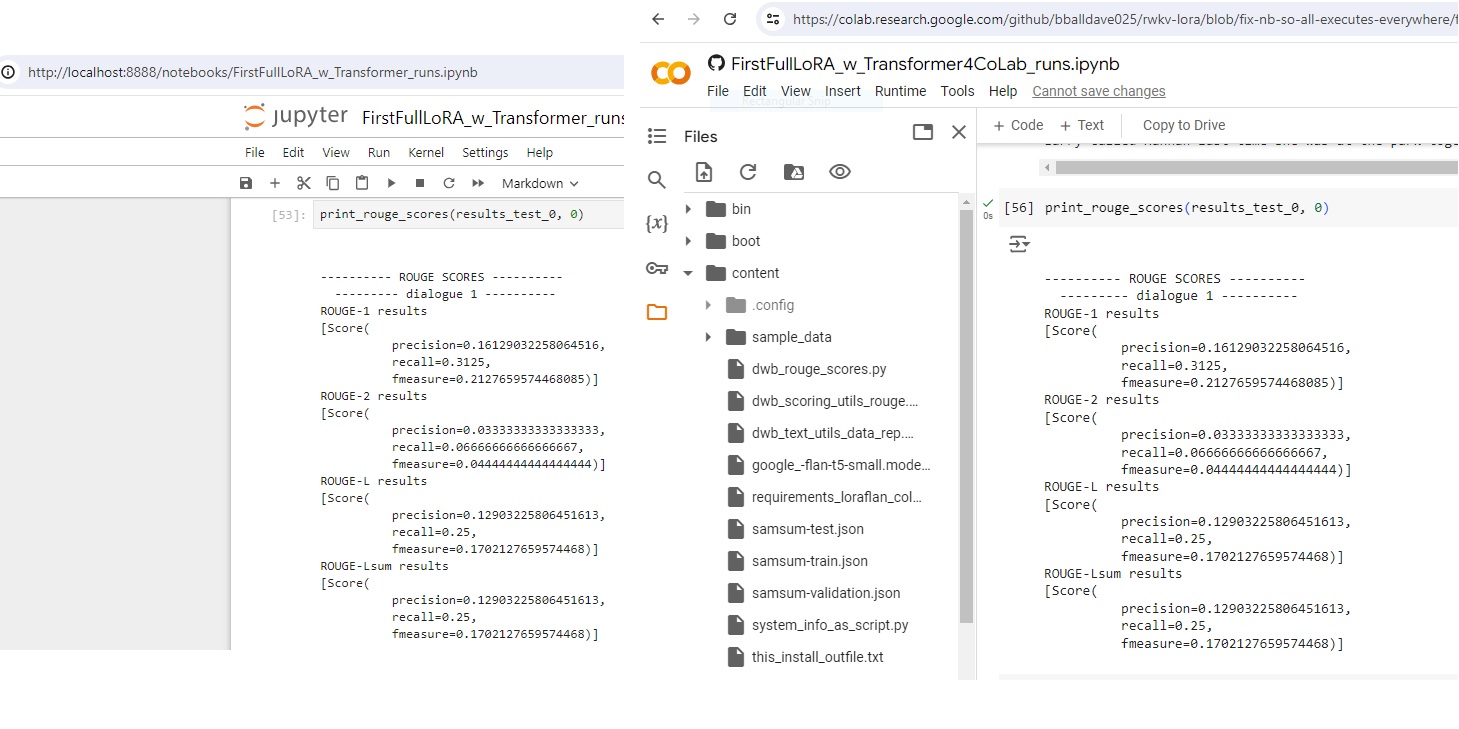 http://localhost:8888/notebooks/FirstFullLoRA_w_Transformer_runs.ipynb
jupyter FirstFullLoRA_w_Transformer_runs
File Edit View Run Kernel Settings Help
Markdown
[53]: print_rouge_scores(results_test_0, 0)
---------- ROUGE SCORES ----------
--------- dialogue 1 ----------
ROUGE-1 results
[Score(
precision=0.16129032258064516,
recall=0.3125,
fmeasure=0.2127659574468085)]
ROUGE-2 results
[Score(
precision=0.03333333333333333,
recall=0.06666666666666667,
fmeasure=0.04444444444444444)]
ROUGE-L results
[Score(
precision=0.12903225806451613,
recall=0.25,
fmeasure=0.1702127659574468)]
ROUGE-Lsum results
[Score(
precision=0.12903225806451613,
recall=0.25,
fmeasure=0.1702127659574468)]
https://colab.research.google.com/github/bballdave025/rwkv-lora/blob/fix-nb-so-all-executes-everywhere/f
CO FirstFullLoRA_w_Transformer4CoLab_runs.ipynb
File Edit View Insert Runtime Tools Help Cannot save changes
Rectangular Snip
Files
{x}
bin
boot
content
.config
sample_data
dwb_rouge_scores.py
dwb_scoring_utils_rouge....
dwb_text_utils_data_rep....
google_-flan-t5-small.mode...
requirements_loraflan_col...
samsum-test.json
samsum-train.json
samsum-validation.json
system_info_as_script.py
this_install_outfile.txt
+ Code + Text Copy to Drive
0s
[56] print_rouge_scores(results_test_0, 0)
---------- ROUGE SCORES ----------
--------- dialogue 1 ----------
ROUGE-1 results
[Score(
precision=0.16129032258064516,
recall=0.3125,
fmeasure=0.2127659574468085)]
ROUGE-2 results
[Score(
precision=0.03333333333333333,
recall=0.06666666666666667,
fmeasure=0.04444444444444444)]
ROUGE-L results
[Score(
precision=0.12903225806451613,
recall=0.25,
fmeasure=0.1702127659574468)]
ROUGE-Lsum results
[Score(
precision=0.12903225806451613,
recall=0.25,
fmeasure=0.1702127659574468)]